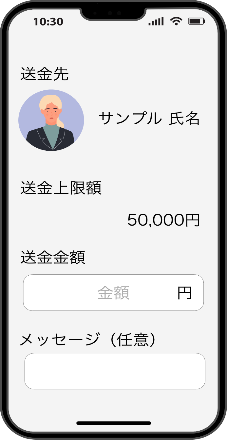 10:30
送金先
サンプル 氏名
送金上限額
50,000円
送金金額
金額 円
メッセージ（任意）